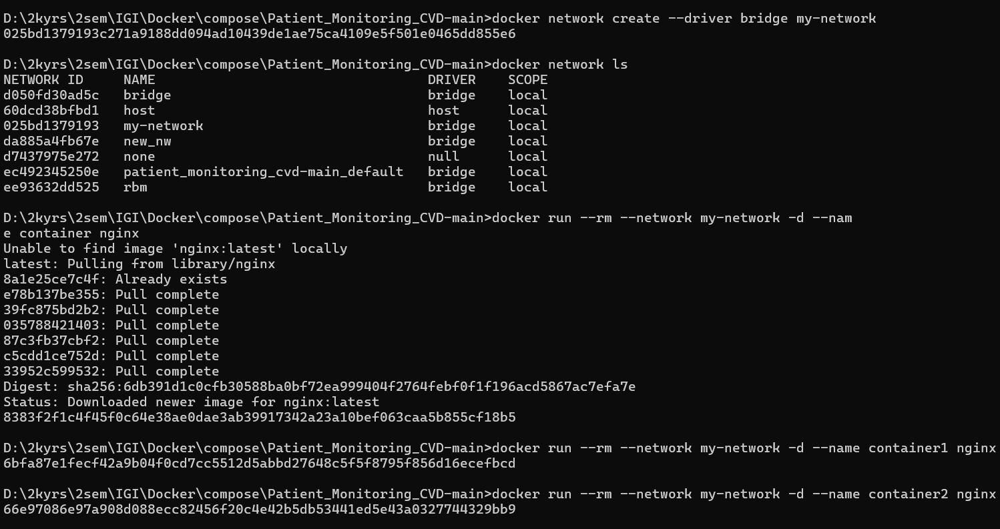 D:\2kyrs\2sem\IGI\Docker\compose\Patient_Monitoring_CVD-main>docker network create --driver bridge my-network
025bd1379193c271a9188dd094ad10439de1ae75ca4109e5f501e0465dd855e6
D:\2kyrs\2sem\IGI\Docker\compose\Patient_Monitoring_CVD-main>docker network ls
NETWORK ID     NAME                                  DRIVER    SCOPE
d050fd30ad5c   bridge                                bridge    local
60dcd38bfbd1   host                                  host      local
025bd1379193   my-network                            bridge    local
da885a4fb67e   new_nw                                bridge    local
d7437975e272   none                                  null      local
ec492345250e   patient_monitoring_cvd-main_default   bridge    local
ee93632dd525   rbm                                   bridge    local
D:\2kyrs\2sem\IGI\Docker\compose\Patient_Monitoring_CVD-main>docker run --rm --network my-network -d --nam
e container nginx
Unable to find image 'nginx:latest' locally
latest: Pulling from library/nginx
8a1e25ce7c4f: Already exists
e78b137be355: Pull complete
39fc875bd2b2: Pull complete
035788421403: Pull complete
87c3fb37cbf2: Pull complete
c5cdd1ce752d: Pull complete
33952c599532: Pull complete
Digest: sha256:6db391d1c0cfb30588ba0bf72ea999404f2764febf0f1f196acd5867ac7efa7e
Status: Downloaded newer image for nginx:latest
8383f2f1c4f45f0c64e38ae0dae3ab39917342a23a10bef063caa5b855cf18b5
D:\2kyrs\2sem\IGI\Docker\compose\Patient_Monitoring_CVD-main>docker run --rm --network my-network -d --name container1 nginx
6bfa87e1fecf42a9b04f0cd7cc5512d5abbd27648c5f5f8795f856d16ecefbcd
D:\2kyrs\2sem\IGI\Docker\compose\Patient_Monitoring_CVD-main>docker run --rm --network my-network -d --name container2 nginx
66e97086e97a908d088ecc82456f20c4e42b5db53441ed5e43a0327744329bb9